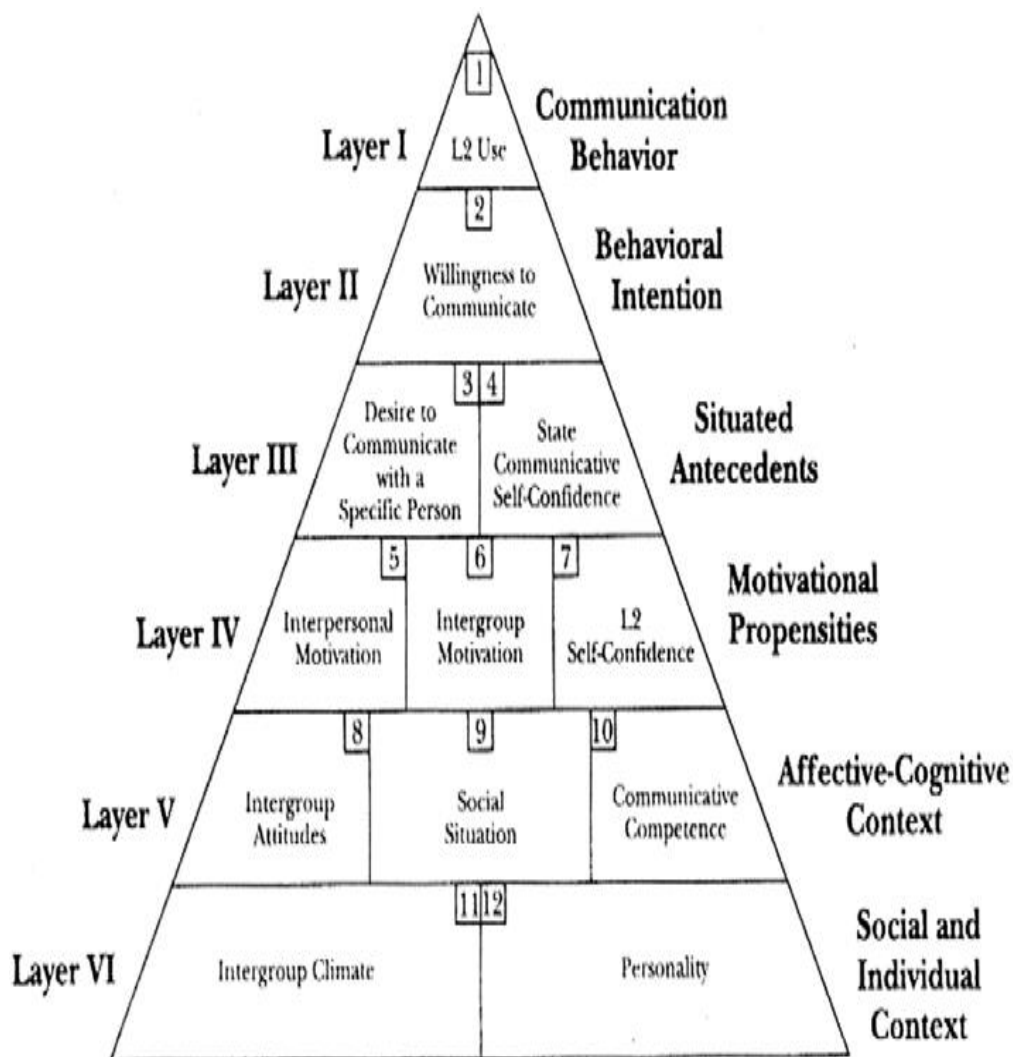 1
Communication
Behavior
Layer I
L2 Use
2
Behavioral
Intention
Layer II
Willingness to
Communicate
3 4
Desire to
Communicate
with a
Specific Person
State
Communicative
Self-Confidence
Layer III
Situated
Antecedents
5 6 7
Interpersonal
Motivation
Intergroup
Motivation
L2
Self-Confidence
Layer IV
Motivational
Propensities
8 9 10
Intergroup
Attitudes
Social
Situation
Communicative
Competence
Layer V
Affective-Cognitive
Context
11 12
Intergroup Climate
Personality
Layer VI
Social and
Individual
Context